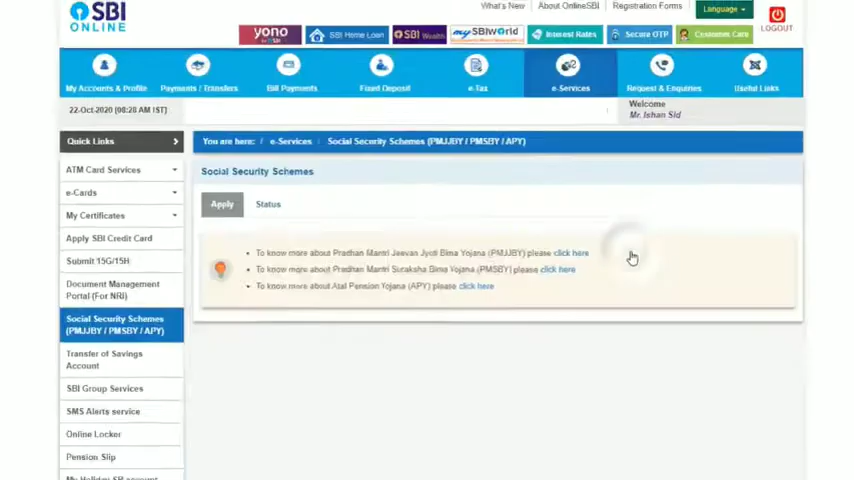 SBI
ONLINE
What's New
About OnlineSBI
Registration Forms
Language
LOGOUT
yono
by SBI
SBI Home Loan
SBI Wealth
my SBIWorld
Interest Rates
Secure OTP
Customer Care
My Accounts & Profile
Payments / Transfers
Bill Payments
Fixed Deposit
e-Tax
e-Services
Request & Enquiries
Useful Links
22-Oct-2020 [08:28 AM IST]
Welcome
Mr. Ishan Sid
Quick Links
You are here: / e-Services / Social Security Schemes (PMJJBY / PMSBY / APY)
ATM Card Services
e-Cards
My Certificates
Apply SBI Credit Card
Submit 15G/15H
Document Management
Portal (For NRI)
Social Security Schemes
(PMJJBY / PMSBY / APY)
Transfer of Savings
Account
SBI Group Services
SMS Alerts service
Online Locker
Pension Slip
My Holiday SB account
Social Security Schemes
Apply
Status
To know more about Pradhan Mantri Jeevan Jyoti Bima Yojana (PMJJBY) please click here
To know more about Pradhan Mantri Suraksha Bima Yojana (PMSBY) please click here
To know more about Atal Pension Yojana (APY) please click here